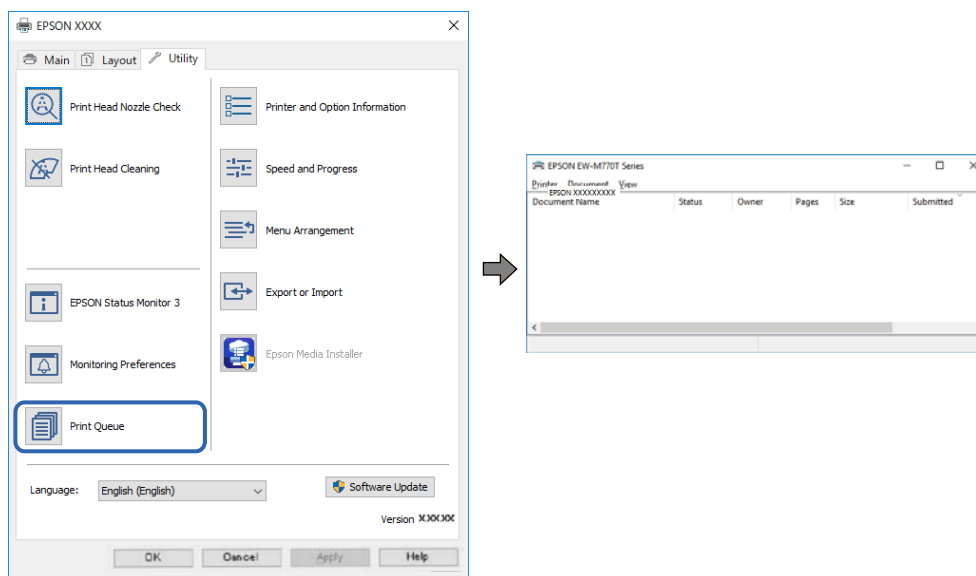 EPSON XXXX
Main
Layout
Utility
Print Head Nozzle Check
Print Head Cleaning
EPSON Status Monitor 3
Monitoring Preferences
Print Queue
Printer and Option Information
Speed and Progress
Menu Arrangement
Export or Import
Epson Media Installer
Language: English (English)
Software Update
Version X.XX.XX
OK Cancel Apply Help
EPSON EW-M770T Series
Printer Document View
EPSON XXXXXXXXX
Document Name Status Owner Pages Size Submitted